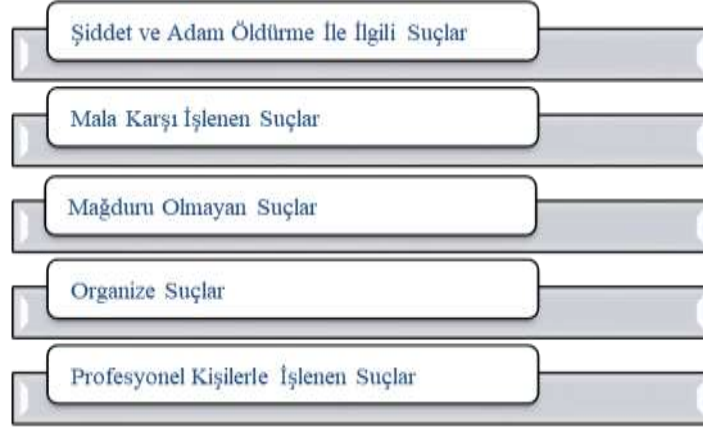 Şiddet ve Adam Öldürme İle İlgili Suçlar
Mala Karşı İşlenen Suçlar
Mağduru Olmayan Suçlar
Organize Suçlar
Profesyonel Kişilerle İşlenen Suçlar